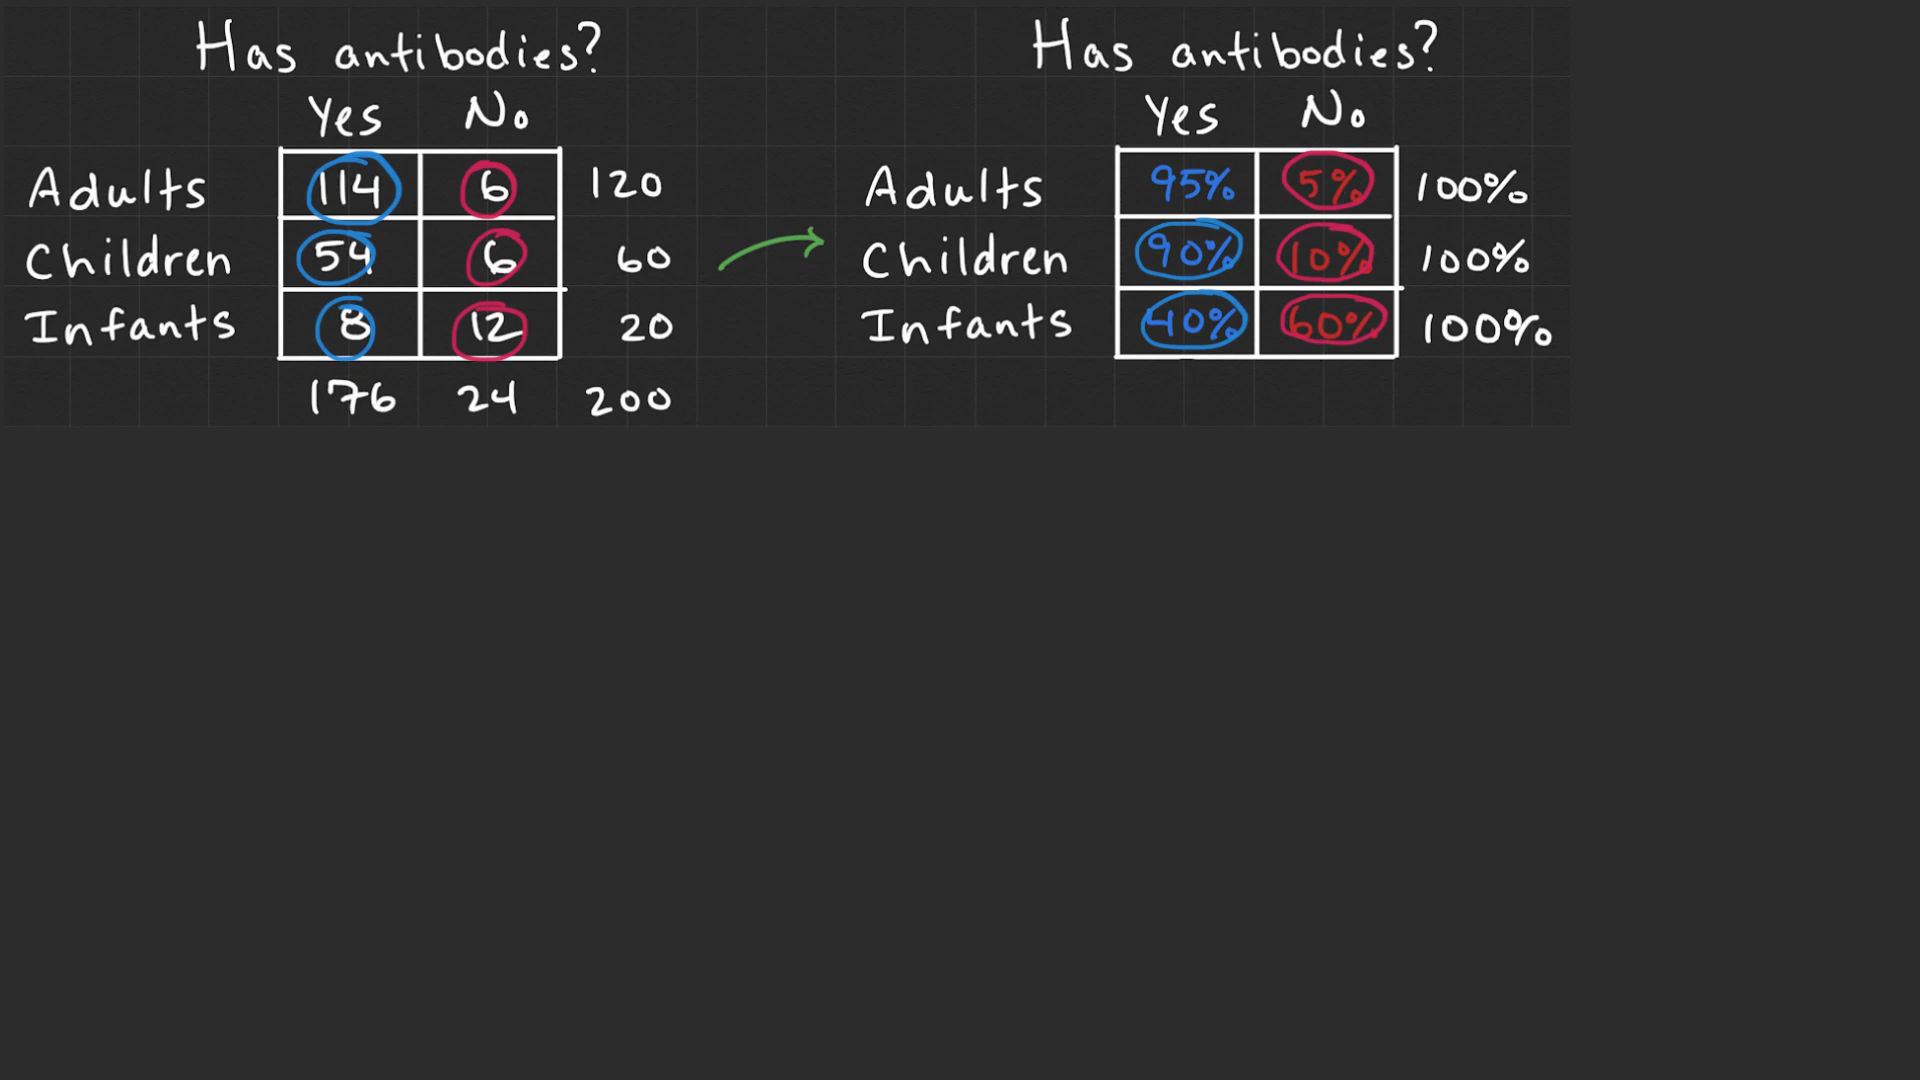 Has antibodies?
Yes No
Adults 114 6 120
Children 54 6 60
Infants 8 12 20
176 24 200
Has antibodies?
Yes No
Adults 95% 5% 100%
Children 90% 10% 100%
Infants 40% 60% 100%